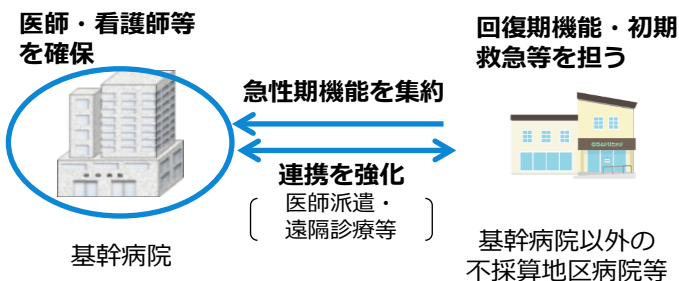 医師・看護師等
を確保
回復期機能・初期
救急等を担う
急性期機能を集約
連携を強化
医師派遣・
遠隔診療等
基幹病院
基幹病院以外の
不採算地区病院等